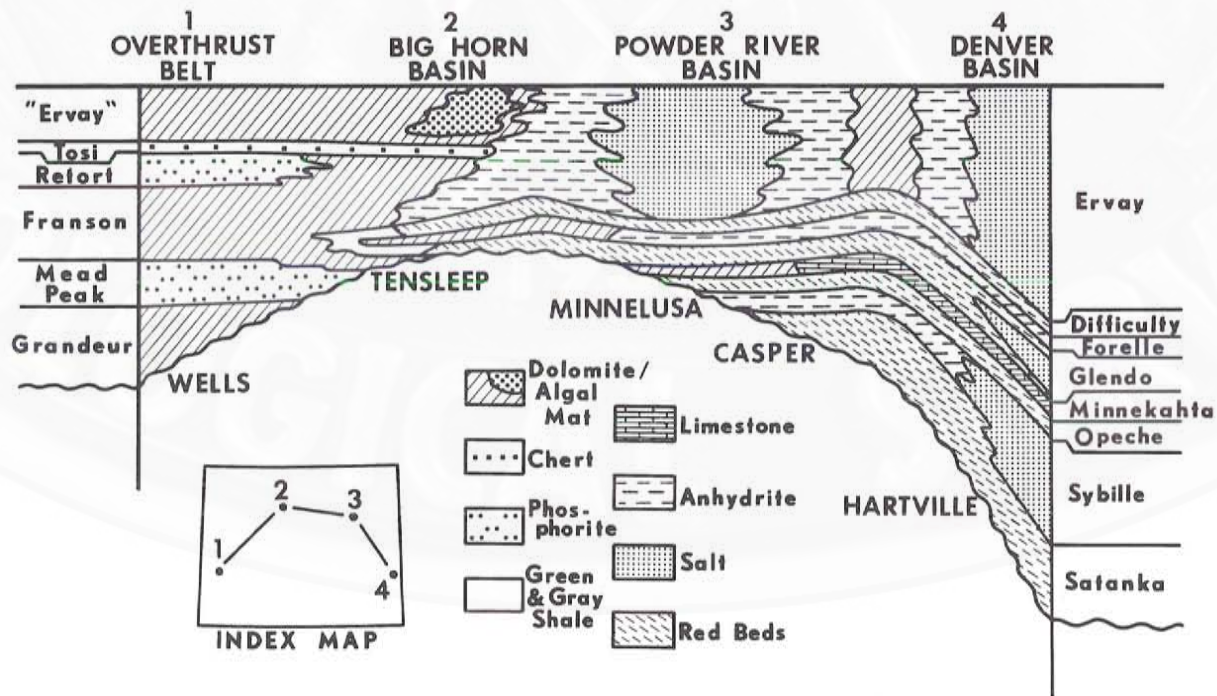 1
OVERTHRUST
BELT
2
BIG HORN
BASIN
3
POWDER RIVER
BASIN
4
DENVER
BASIN
"Ervay"
Tosi
Retort
Franson
Mead
Peak
Grandeur
WELLS
TENSLEEP
MINNELUSA
CASPER
HARTVILLE
Ervay
Difficulty
Forelle
Glendo
Minnekahta
Opeche
Sybille
Satanka
Dolomite/
Algal
Mat
Chert
Phos-
phorite
Green
& Gray
Shale
Limestone
Anhydrite
Salt
Red Beds
1
2
3
4
INDEX MAP